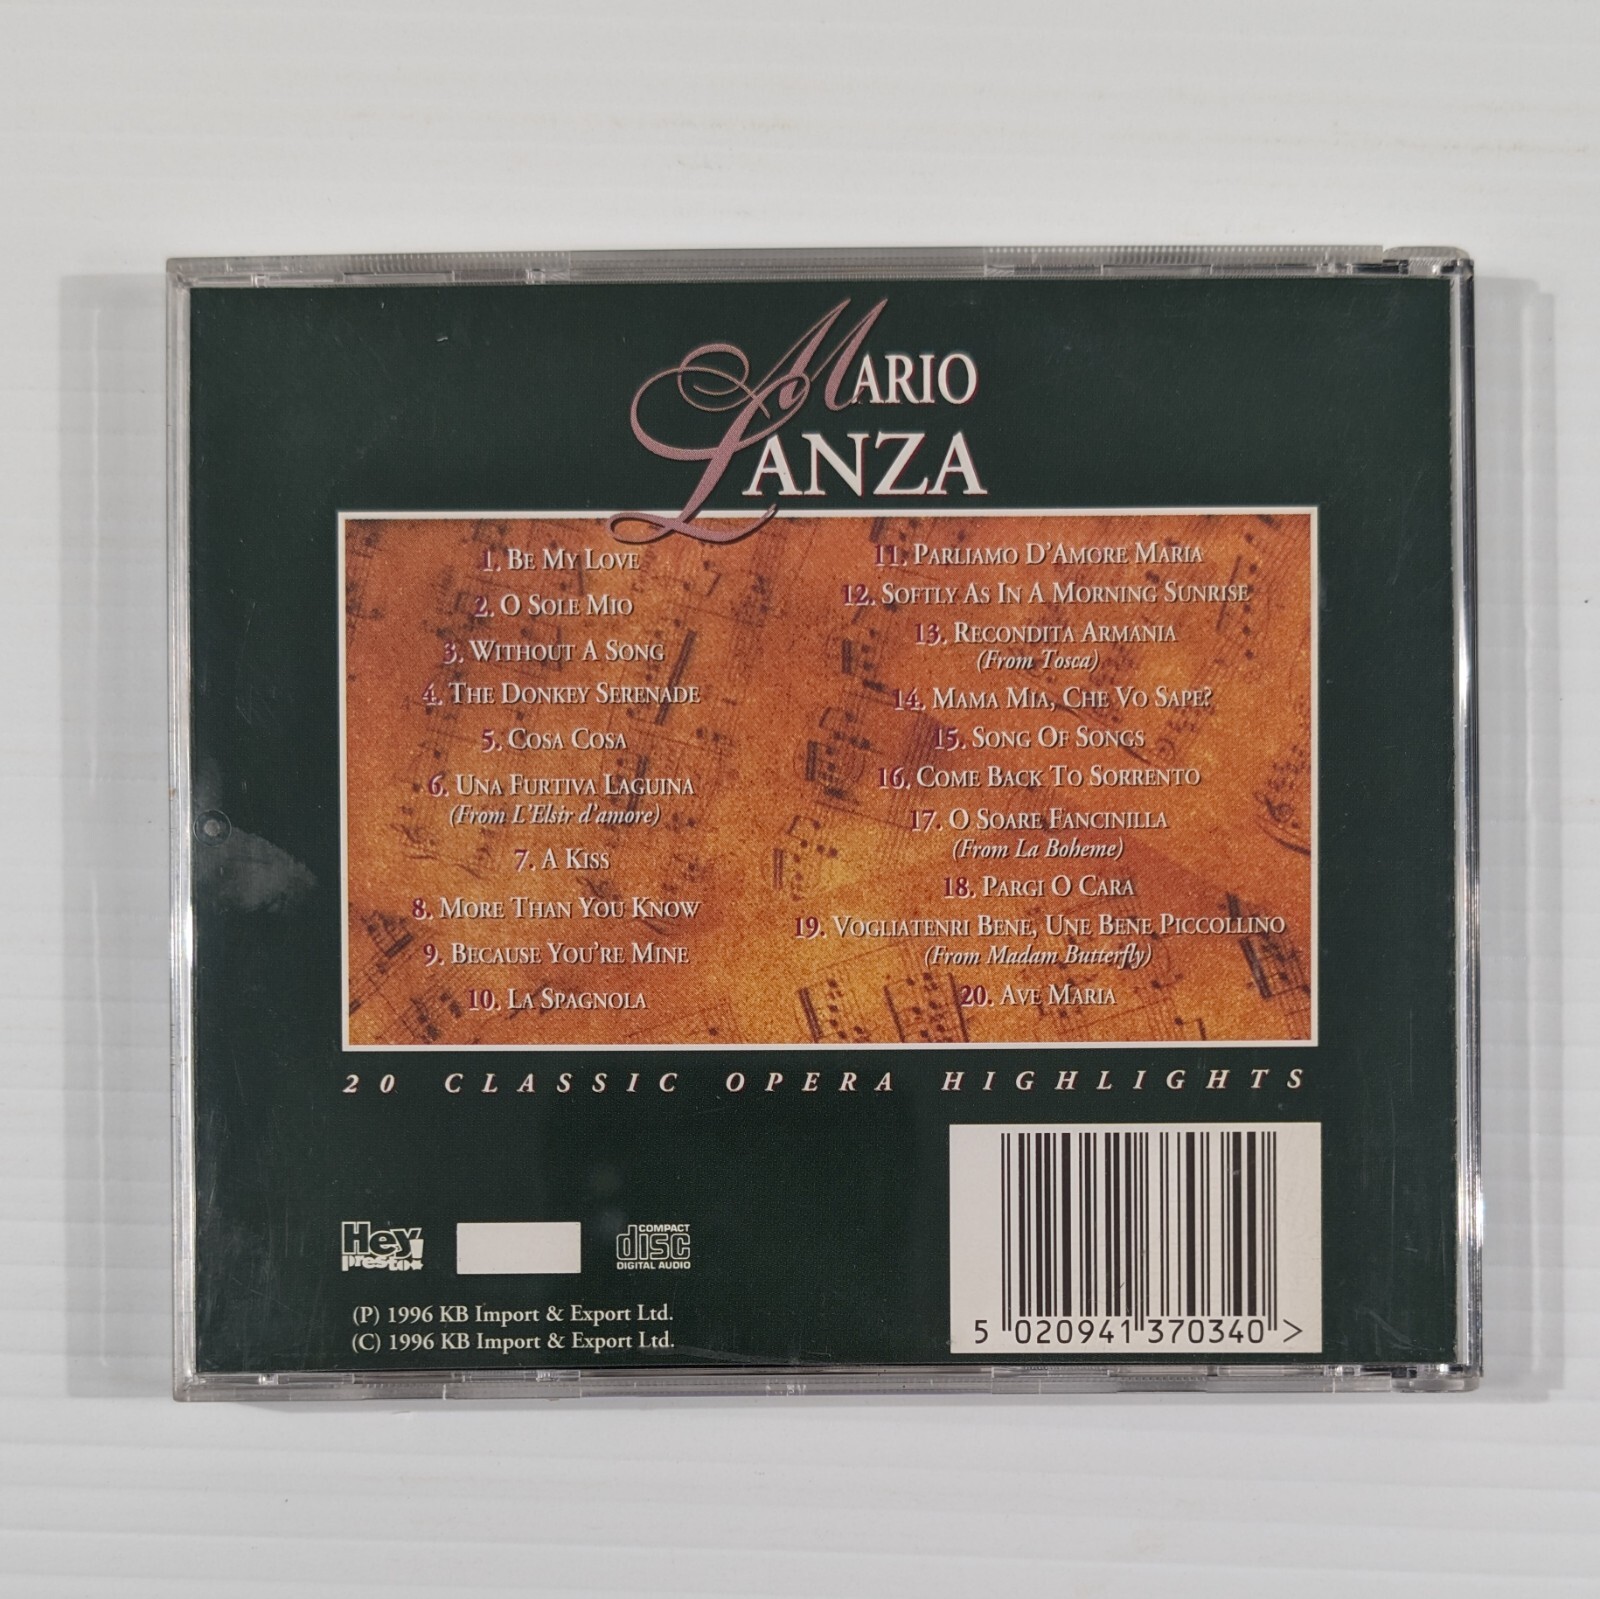 MARIO
LANZA
1. BE MY LOVE
2. O SOLE MIO
3. WITHOUT A SONG
4. THE DONKEY SERENADE
5. COSA COSA
6. UNA FURTIVA LAGUINA
(From L'Elsir d'amore)
7. A KISS
8. MORE THAN YOU KNOW
9. BECAUSE YOU'RE MINE
10. LA SPAGNOLA
11. PARLIAMO D'AMORE MARIA
12. SOFTLY AS IN A MORNING SUNRISE
13. RECONDITA ARMANIA
(From Tosca)
14. MAMA MIA, CHE VO SAPE?
15. SONG OF SONGS
16. COME BACK TO SORRENTO
17. O SOARE FANCINILLA
(From La Boheme)
18. PARGI O CARA
19. VOGLIATENRI BENE, UNE BENE PICCOLLINO
(From Madam Butterfly)
20. AVE MARIA
20 CLASSIC OPERA HIGHLIGHTS
Hey
presto!
COMPACT
disc
DIGITAL AUDIO
(P) 1996 KB Import & Export Ltd.
(C) 1996 KB Import & Export Ltd.
5 020941 370340 >